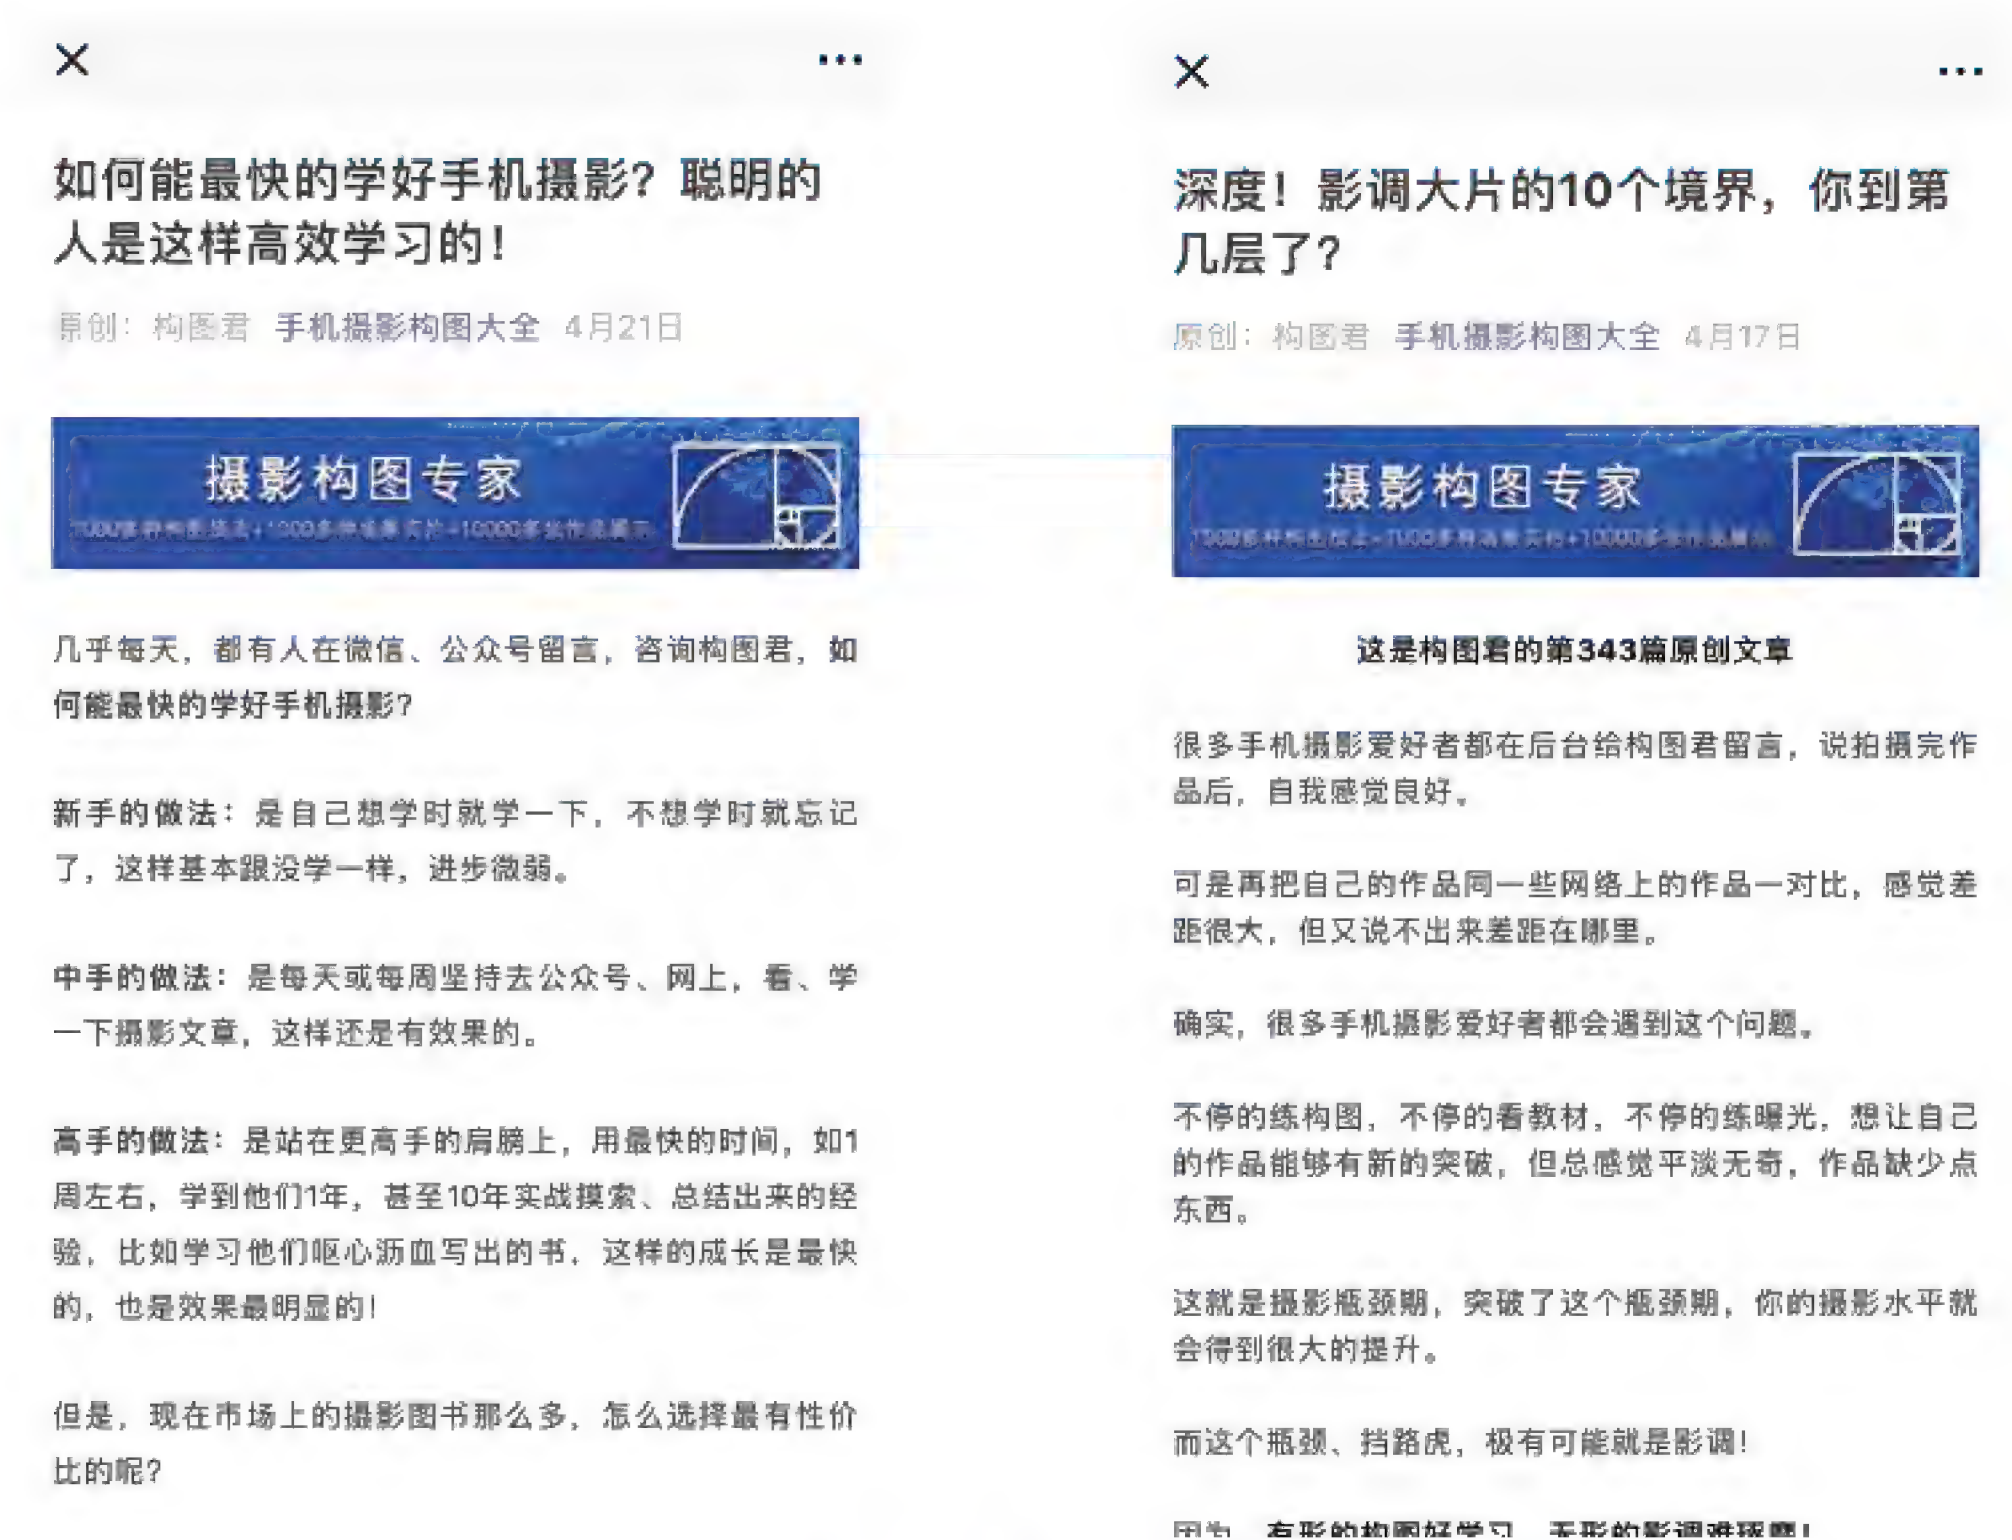 如何能最快的学好手机摄影？聪明的
人是这样高效学习的！
原创：构图君 手机摄影构图大全 4月21日
摄影构图专家
几乎每天，都有人在微信、公众号留言，咨询构图君，如
何能最快的学好手机摄影？
新手的做法：是自己想学时就学一下，不想学时就忘记
了，这样基本跟没学一样，进步微弱。
中手的做法：是每天或每周坚持去公众号、网上，看、学
一下摄影文章，这样还是有效果的。
高手的做法：是站在更高手的肩膀上，用最快的时间，如1
周左右，学到他们1年，甚至10年实战摸索、总结出来的经
验，比如学习他们呕心沥血写出的书，这样的成长是最快
的，也是效果最明显的！
但是，现在市场上的摄影图书那么多，怎么选择最有性价
比的呢？
深度！影调大片的10个境界，你到第
几层了？
原创：构图君 手机摄影构图大全 4月17日
摄影构图专家
这是构图君的第343篇原创文章
很多手机摄影爱好者都在后台给构图君留言，说拍摄完作
品后，自我感觉良好。
可是再把自己的作品同一些网络上的作品一对比，感觉差
距很大，但又说不出来差距在哪里。
确实，很多手机摄影爱好者都会遇到这个问题。
不停的练构图，不停的看教材，不停的练曝光，想让自己
的作品能够有新的突破，但总感觉平淡无奇，作品缺少点
东西。
这就是摄影瓶颈期，突破了这个瓶颈期，你的摄影水平就
会得到很大的提升。
而这个瓶颈、挡路虎，极有可能就是影调！
因为，有形的构图好学习，无形的影调难琢磨！